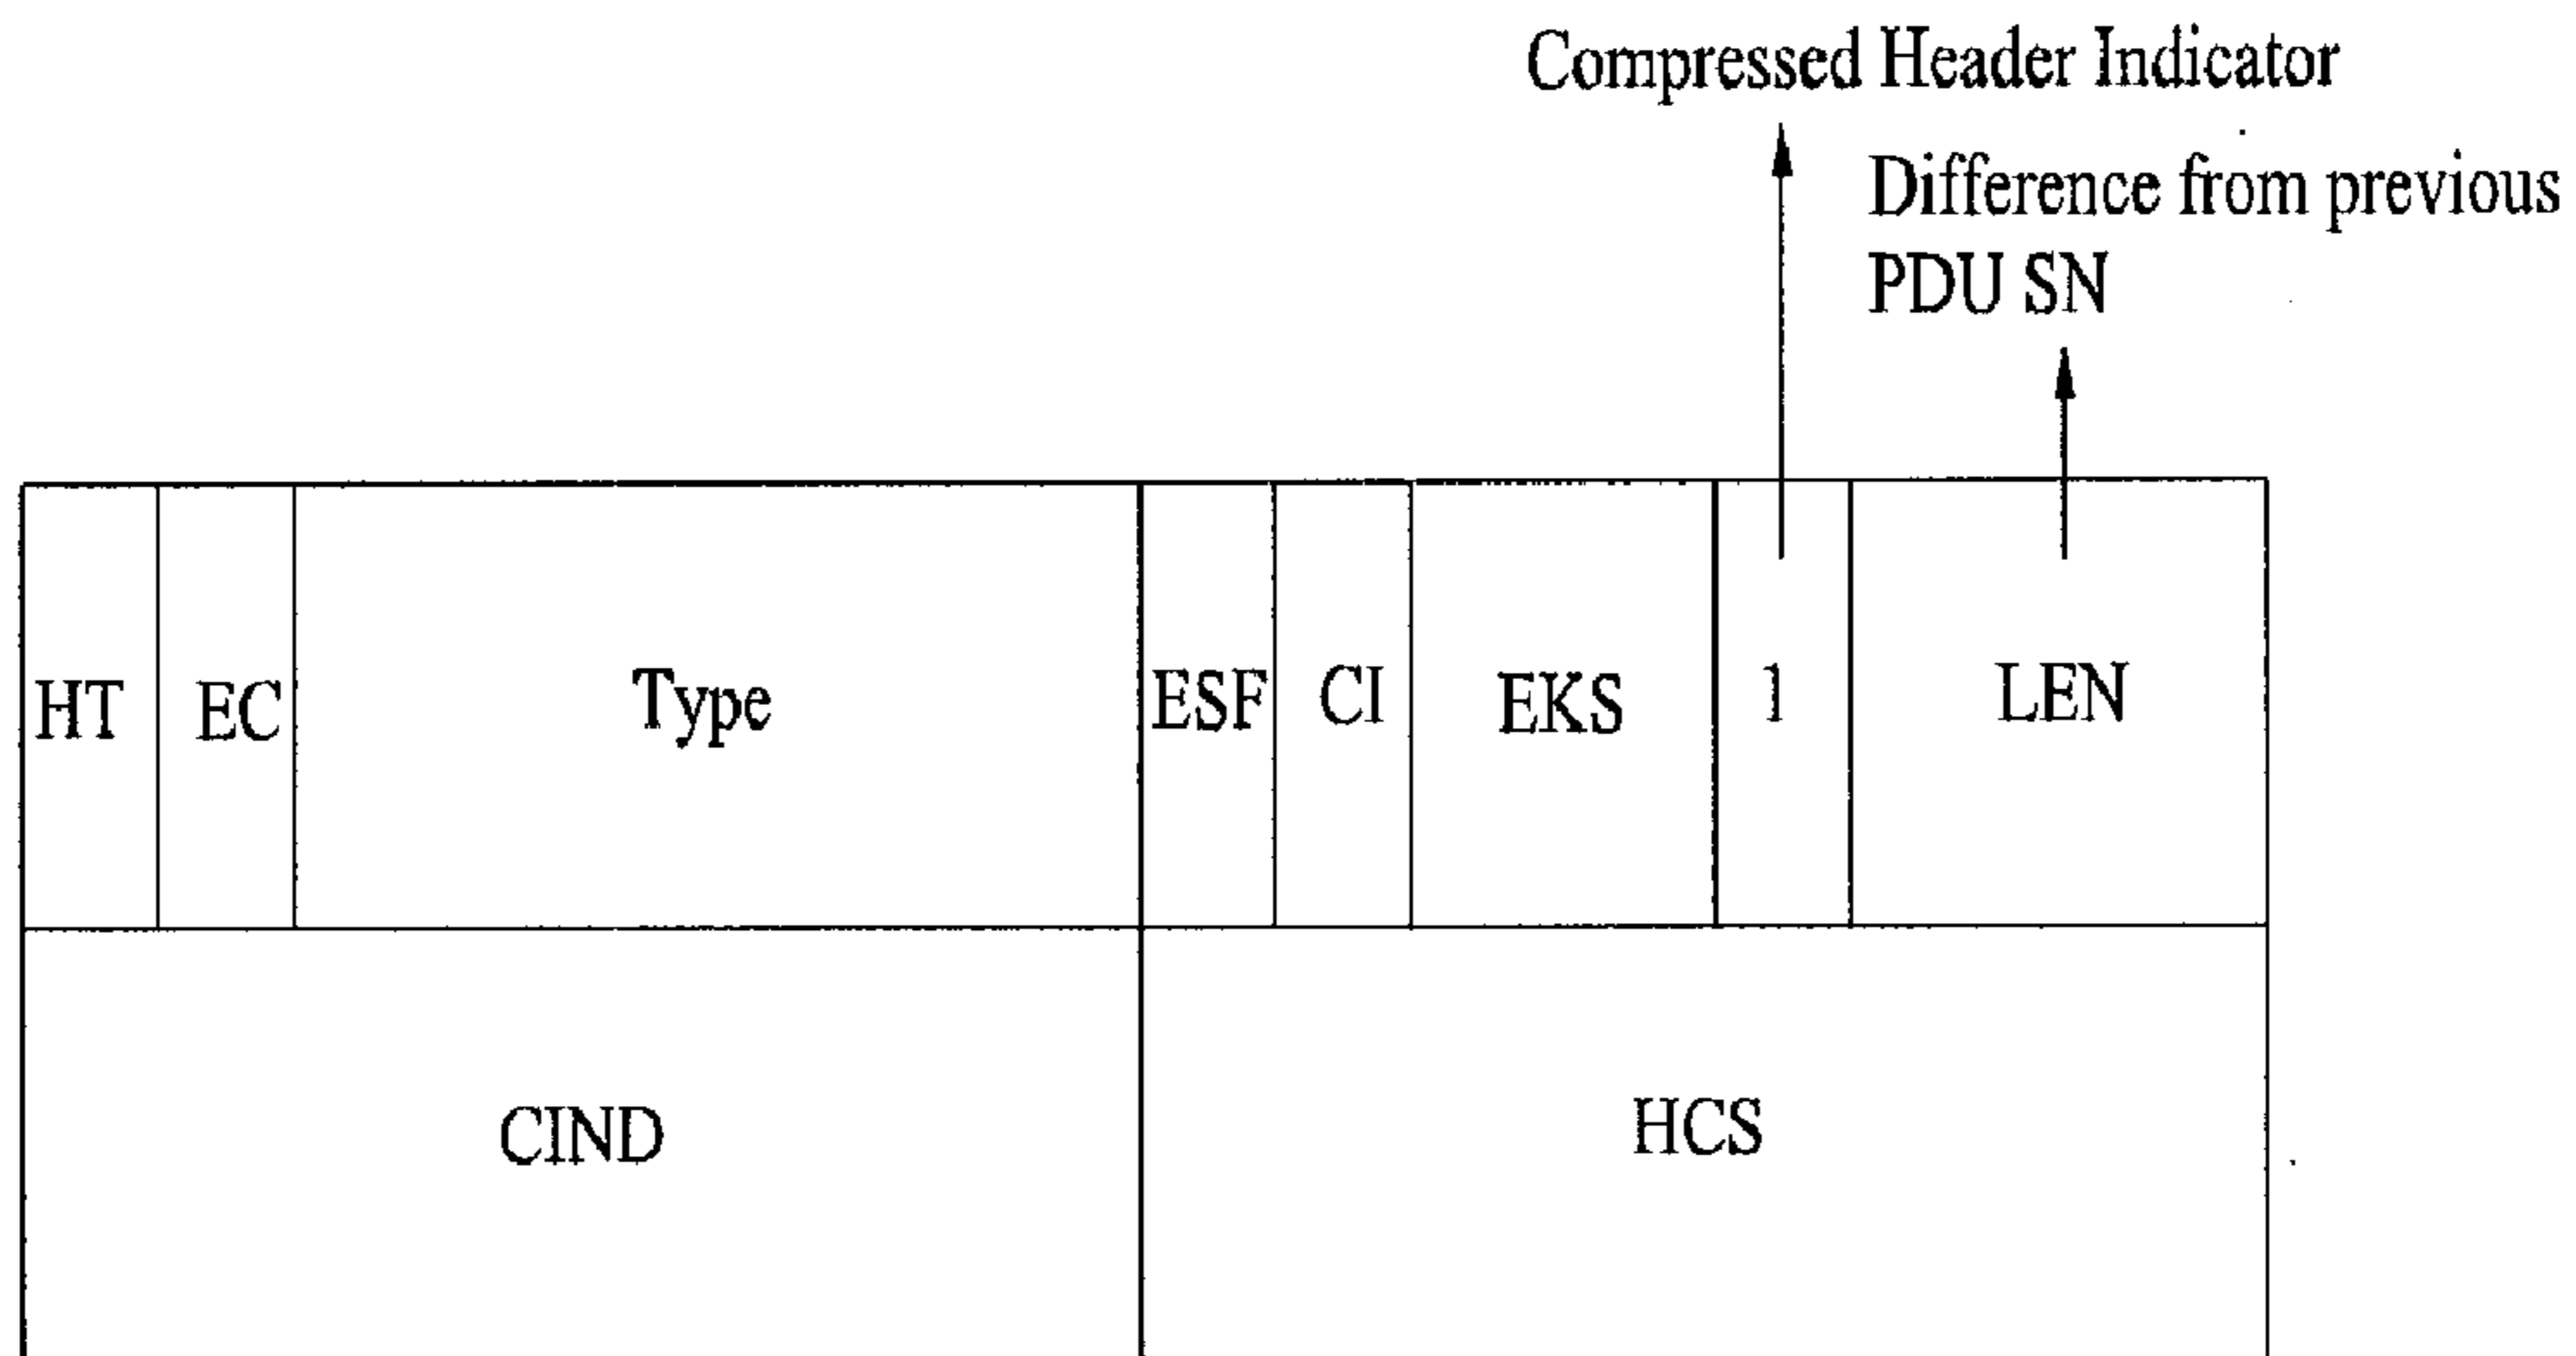 Compressed Header Indicator
Difference from previous
PDU SN
HT EC Type ESF CI EKS 1 LEN
CIND HCS